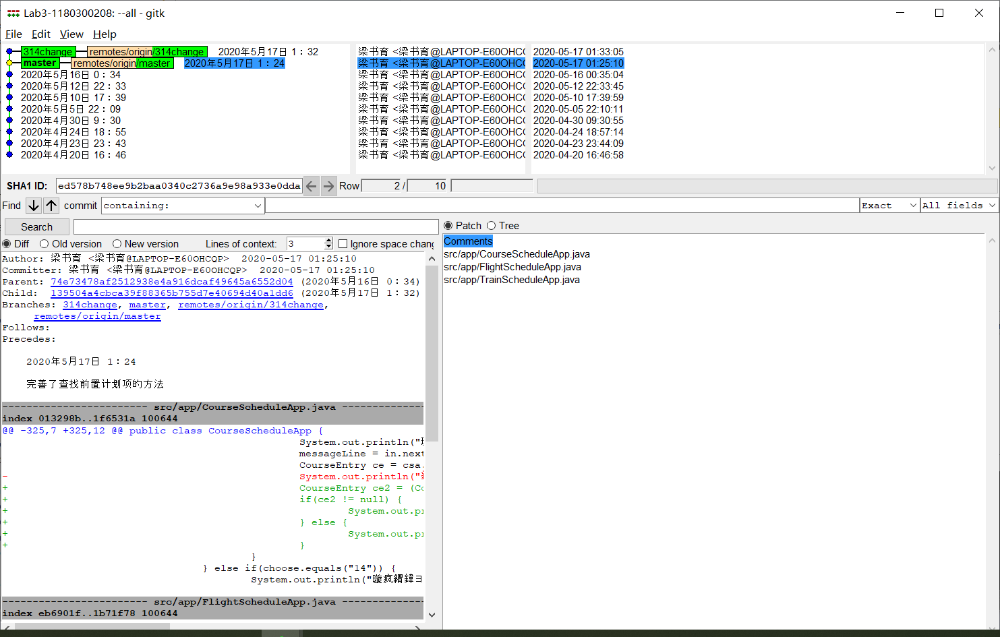 Lab3-1180300208: --all - gitk
File Edit View Help
314change remotes/origin/314change 2020年5月17日 1：32 梁书育 <梁书育@LAPTOP-E60OHCQ 2020-05-17 01:33:05
master remotes/origin/master 2020年5月17日 1：24 梁书育 <梁书育@LAPTOP-E60OHCQ 2020-05-17 01:25:10
2020年5月16日 0：34 梁书育 <梁书育@LAPTOP-E60OHCQ 2020-05-16 00:35:04
2020年5月12日 22：33 梁书育 <梁书育@LAPTOP-E60OHCQ 2020-05-12 22:33:45
2020年5月10日 17：39 梁书育 <梁书育@LAPTOP-E60OHCQ 2020-05-10 17:39:59
2020年5月5日 22：09 梁书育 <梁书育@LAPTOP-E60OHCQ 2020-05-05 22:10:11
2020年4月30日 9：30 梁书育 <梁书育@LAPTOP-E60OHCQ 2020-04-30 09:30:55
2020年4月24日 18：55 梁书育 <梁书育@LAPTOP-E60OHCQ 2020-04-24 18:57:14
2020年4月23日 23：43 梁书育 <梁书育@LAPTOP-E60OHCQ 2020-04-23 23:44:09
2020年4月20日 16：46 梁书育 <梁书育@LAPTOP-E60OHCQ 2020-04-20 16:46:58
SHA1 ID: ed578b748ee9b2baa0340c2736a9e98a933e0dda Row 2 / 10
Find commit containing: Exact All fields
Search
Patch Tree
Diff Old version New version Lines of context: 3 Ignore space chang
Comments
src/app/CourseScheduleApp.java
src/app/FlightScheduleApp.java
src/app/TrainScheduleApp.java
Author: 梁书育 <梁书育@LAPTOP-E60OHCQP> 2020-05-17 01:25:10
Committer: 梁书育 <梁书育@LAPTOP-E60OHCQP> 2020-05-17 01:25:10
Parent: 74e73478af2512938e4a916dcaf49645a6552d04 (2020年5月16日 0：34)
Child: 139504a4cbca39f88365b755d7e40694d40a1dd6 (2020年5月17日 1：32)
Branches: 314change, master, remotes/origin/314change,
remotes/origin/master
Follows:
Precedes:
2020年5月17日 1：24
完善了查找前置计划项的方法
------------------------ src/app/CourseScheduleApp.java --------------
index 013298b..1f6531a 100644
@@ -325,7 +325,12 @@ public class CourseScheduleApp {
System.out.println("
messageLine = in.next
CourseEntry ce = csa.
- System.out.println("
+ CourseEntry ce2 = (Co
+ if(ce2 != null) {
+ System.out.pr
+ } else {
+ System.out.pr
+ }
}
} else if(choose.equals("14")) {
System.out.println("
------------------------ src/app/FlightScheduleApp.java --------------
index eb6901f..1b71f78 100644